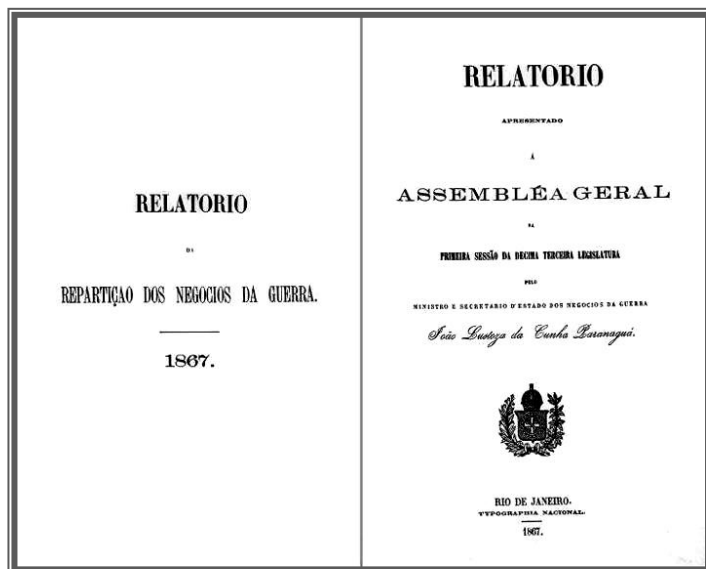 RELATORIO
DA
REPARTIÇAO DOS NEGOCIOS DA GUERRA.
1867.
RELATORIO
APRESENTADO
Á
ASSEMBLÉA GERAL
NA
PRIMEIRA SESSÃO DA DECIMA TERCEIRA LEGISLATURA
PELO
MINISTRO E SECRETARIO D'ESTADO DOS NEGOCIOS DA GUERRA
João Lustoza da Cunha Paranaguá.
RIO DE JANEIRO.
TYPOGRAPHIA NACIONAL.
1867.